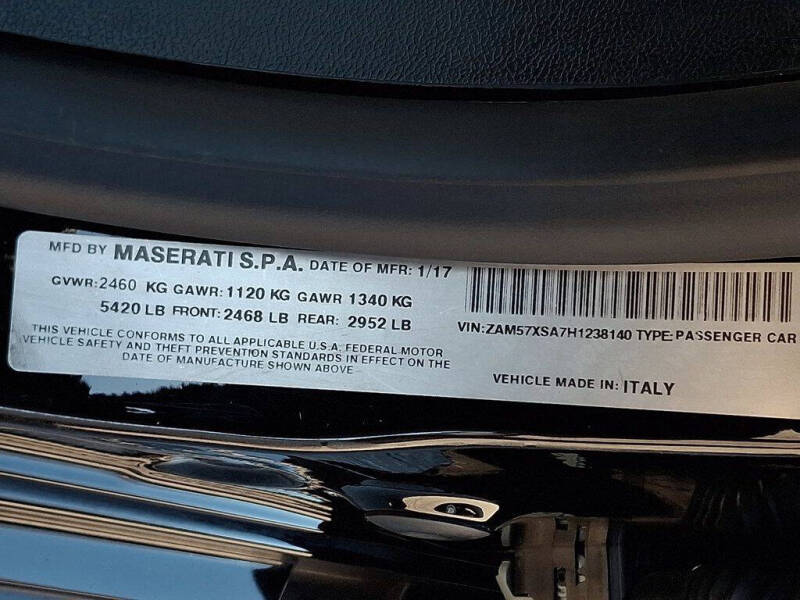 MFD BY MASERATI S.P.A. DATE OF MFR: 1/17
GVWR:2460 KG GAWR:1120 KG GAWR 1340 KG
5420 LB FRONT:2468 LB REAR: 2952 LB
THIS VEHICLE CONFORMS TO ALL APPLICABLE U.S.A. FEDERAL MOTOR
VEHICLE SAFETY AND THEFT PREVENTION STANDARDS IN EFFECT ON THE
DATE OF MANUFACTURE SHOWN ABOVE
VIN:ZAM57XSA7H1238140 TYPE:PASSENGER CAR
VEHICLE MADE IN: ITALY